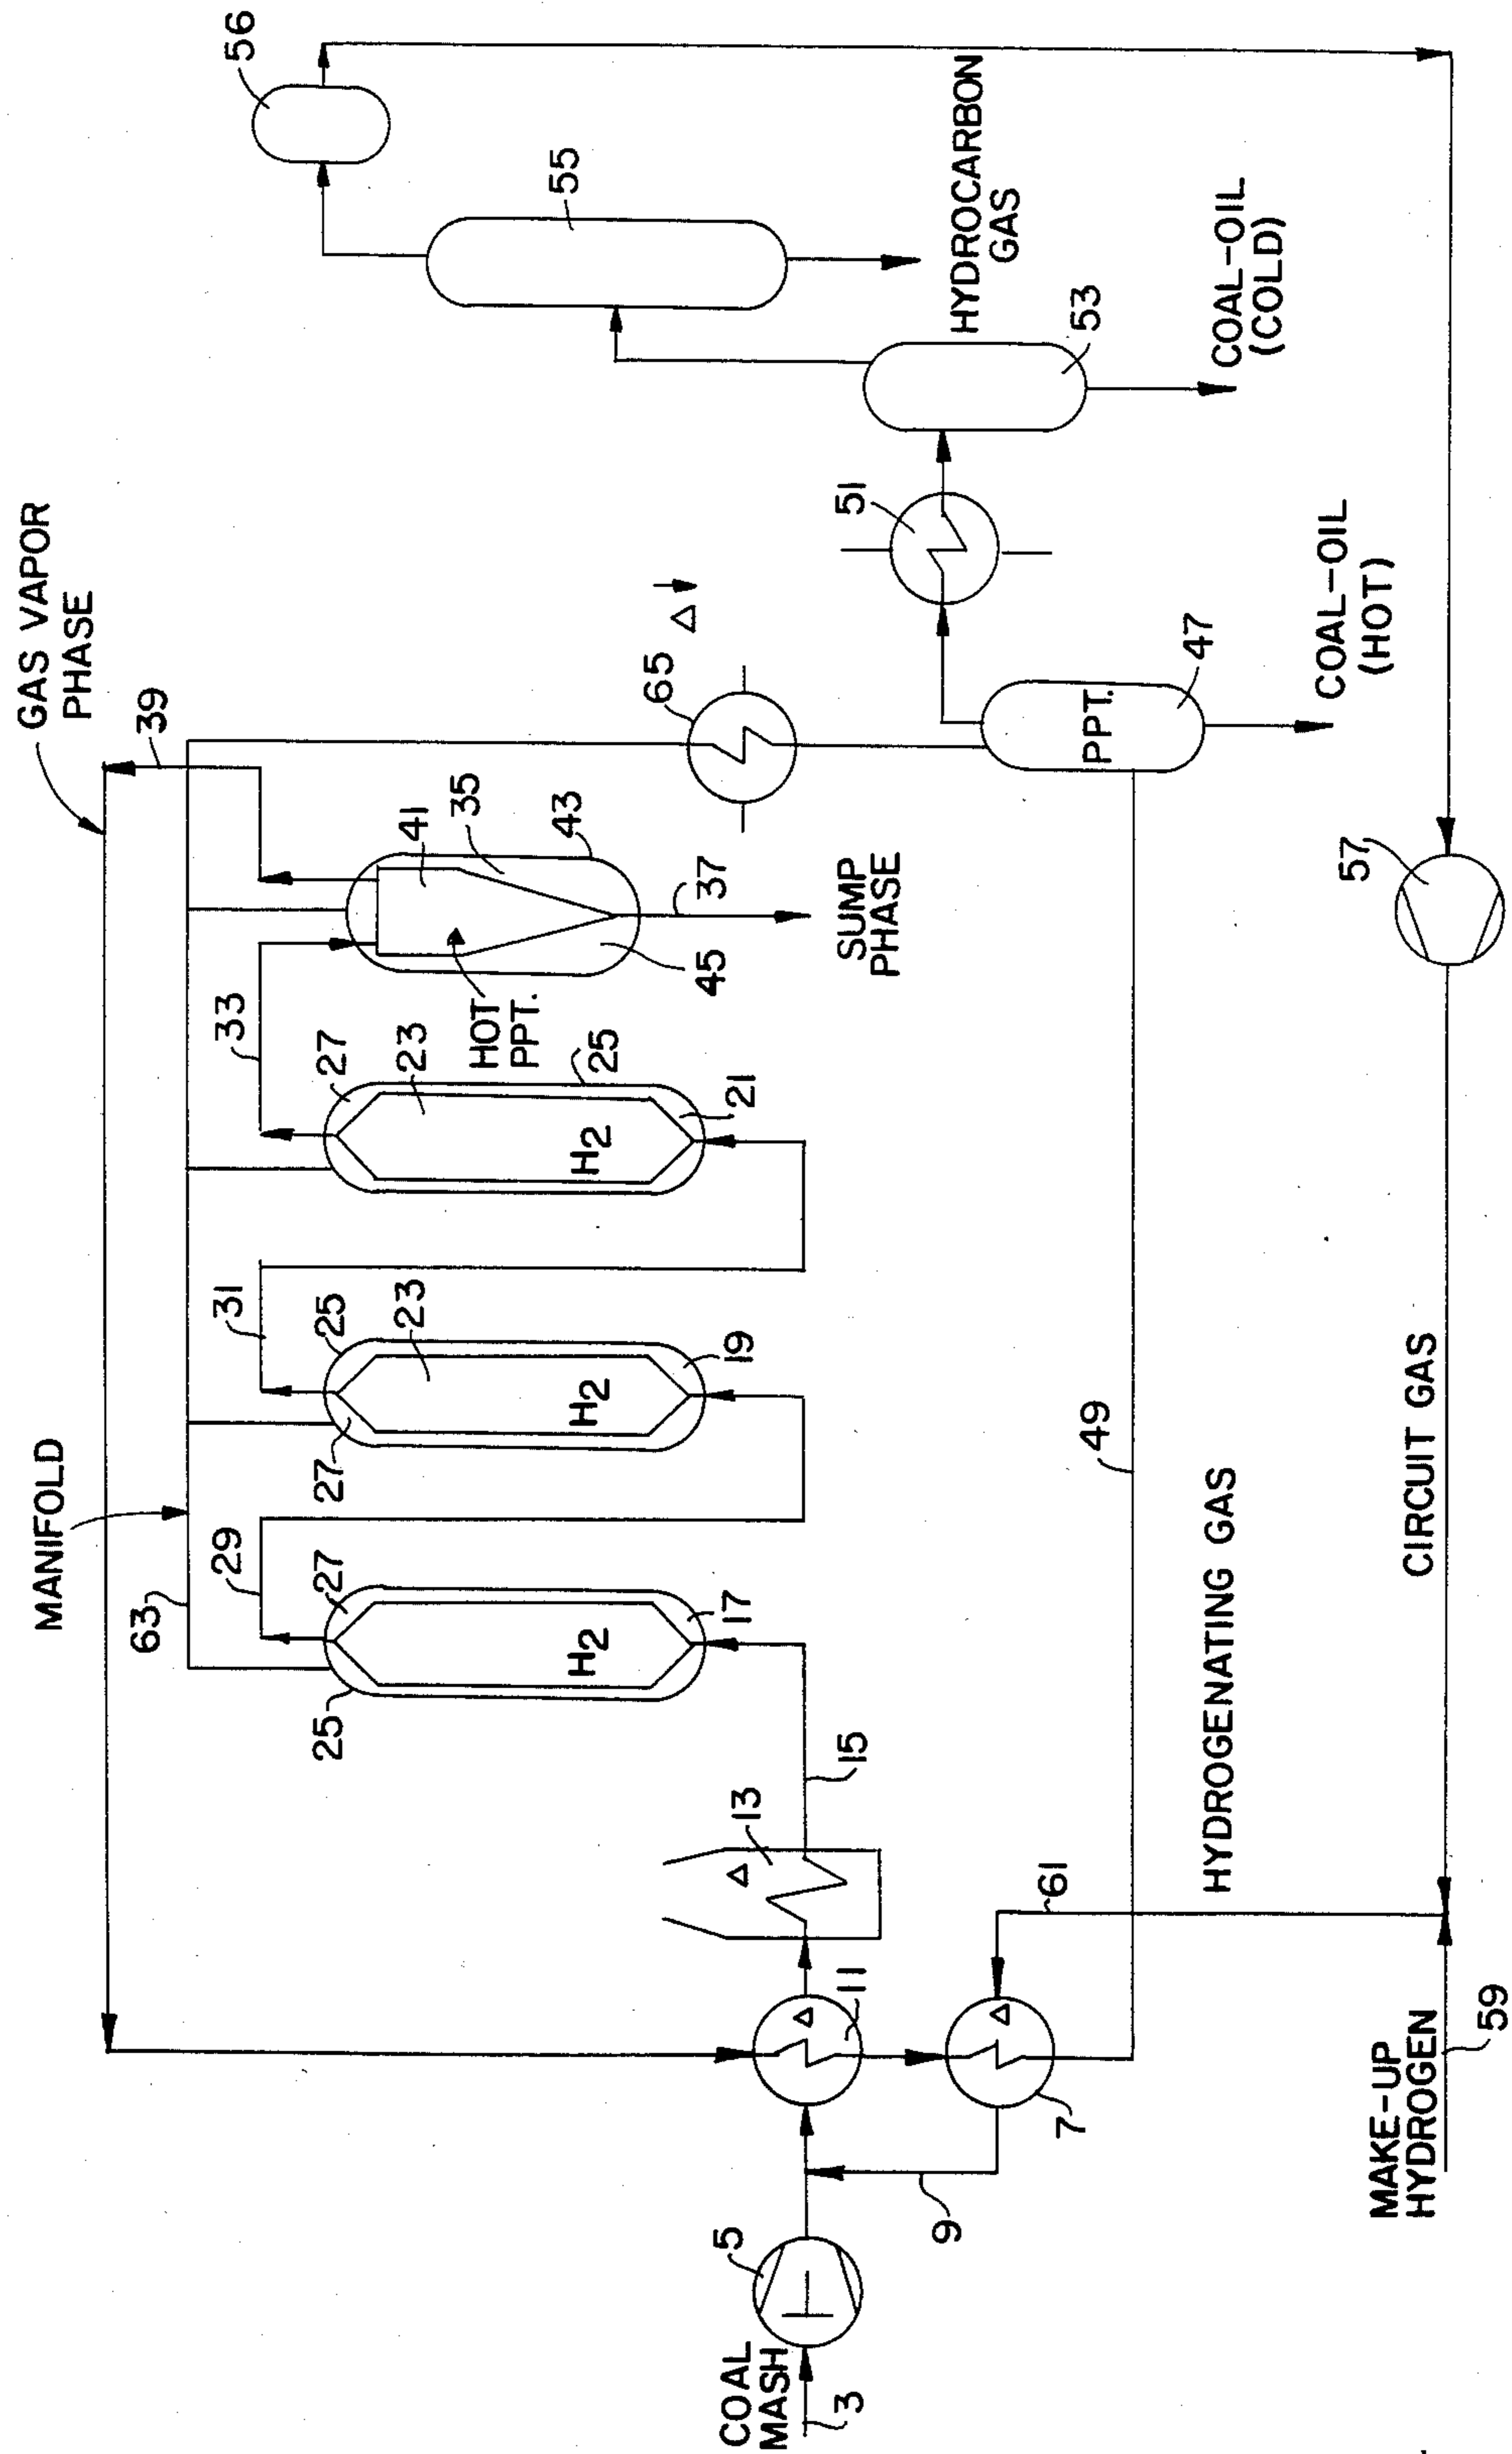 GAS VAPOR
PHASE
MANIFOLD
56
39
63
29
31
33
55
27
25
25
27
27
41
35
43
65
Δ
51
HYDROCARBON
GAS
23
23
HOT
PPT.
25
25
H2
H2
H2
17
19
21
45
37
SUMP
PHASE
53
COAL-OIL
(COLD)
PPT.
47
COAL-OIL
(HOT)
COAL
MASH
3
5
11
Δ
13
Δ
15
7
Δ
9
61
49
HYDROGENATING GAS
57
CIRCUIT GAS
MAKE-UP
HYDROGEN
59